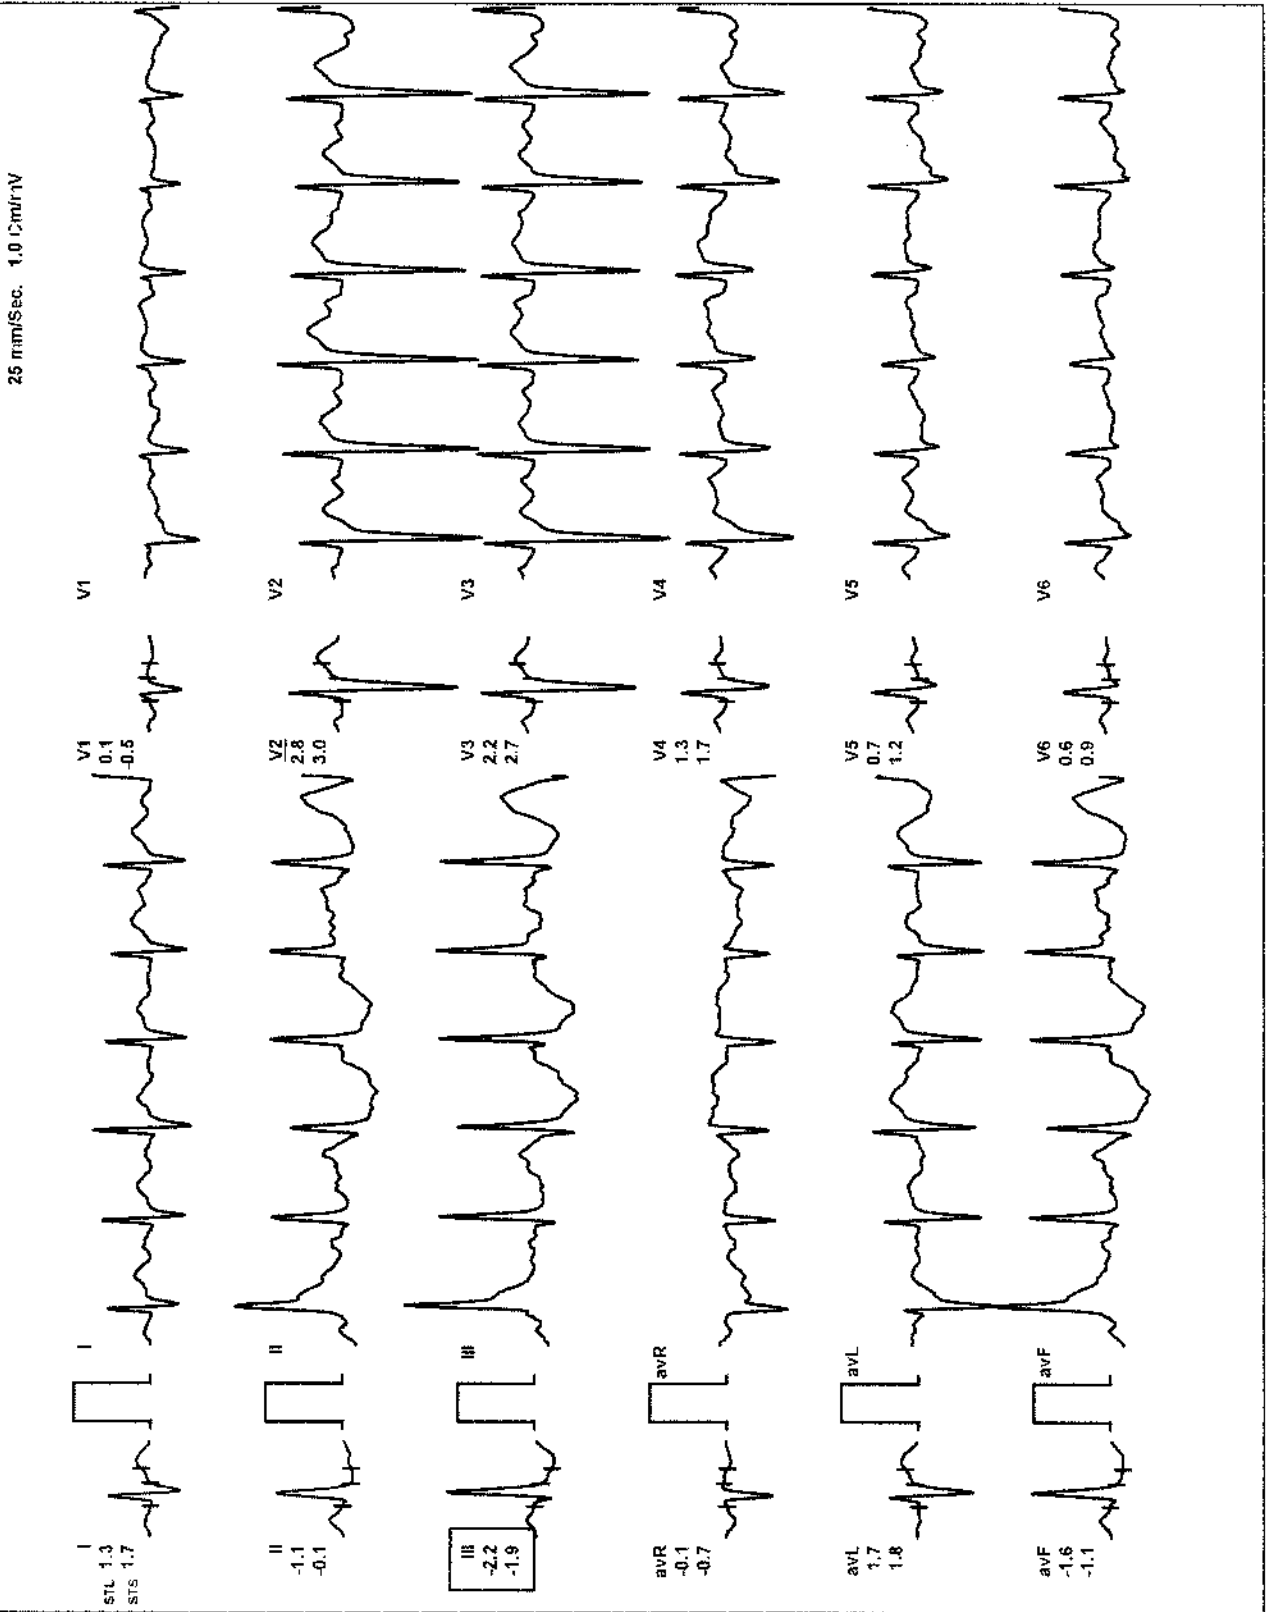 25 mm/Sec. 1.0 Cm/mV
I I V1 V1
STL 1.3 0.1
STS 1.7 -0.5
II II V2 V2
-1.1 2.8
-0.1 3.0
III III V3 V3
-2.2 2.2
-1.9 2.7
avR avR V4 V4
-0.1 1.3
-0.7 1.7
avL avL V5 V5
1.7 0.7
1.8 1.2
avF avF V6 V6
-1.6 0.6
-1.1 0.9